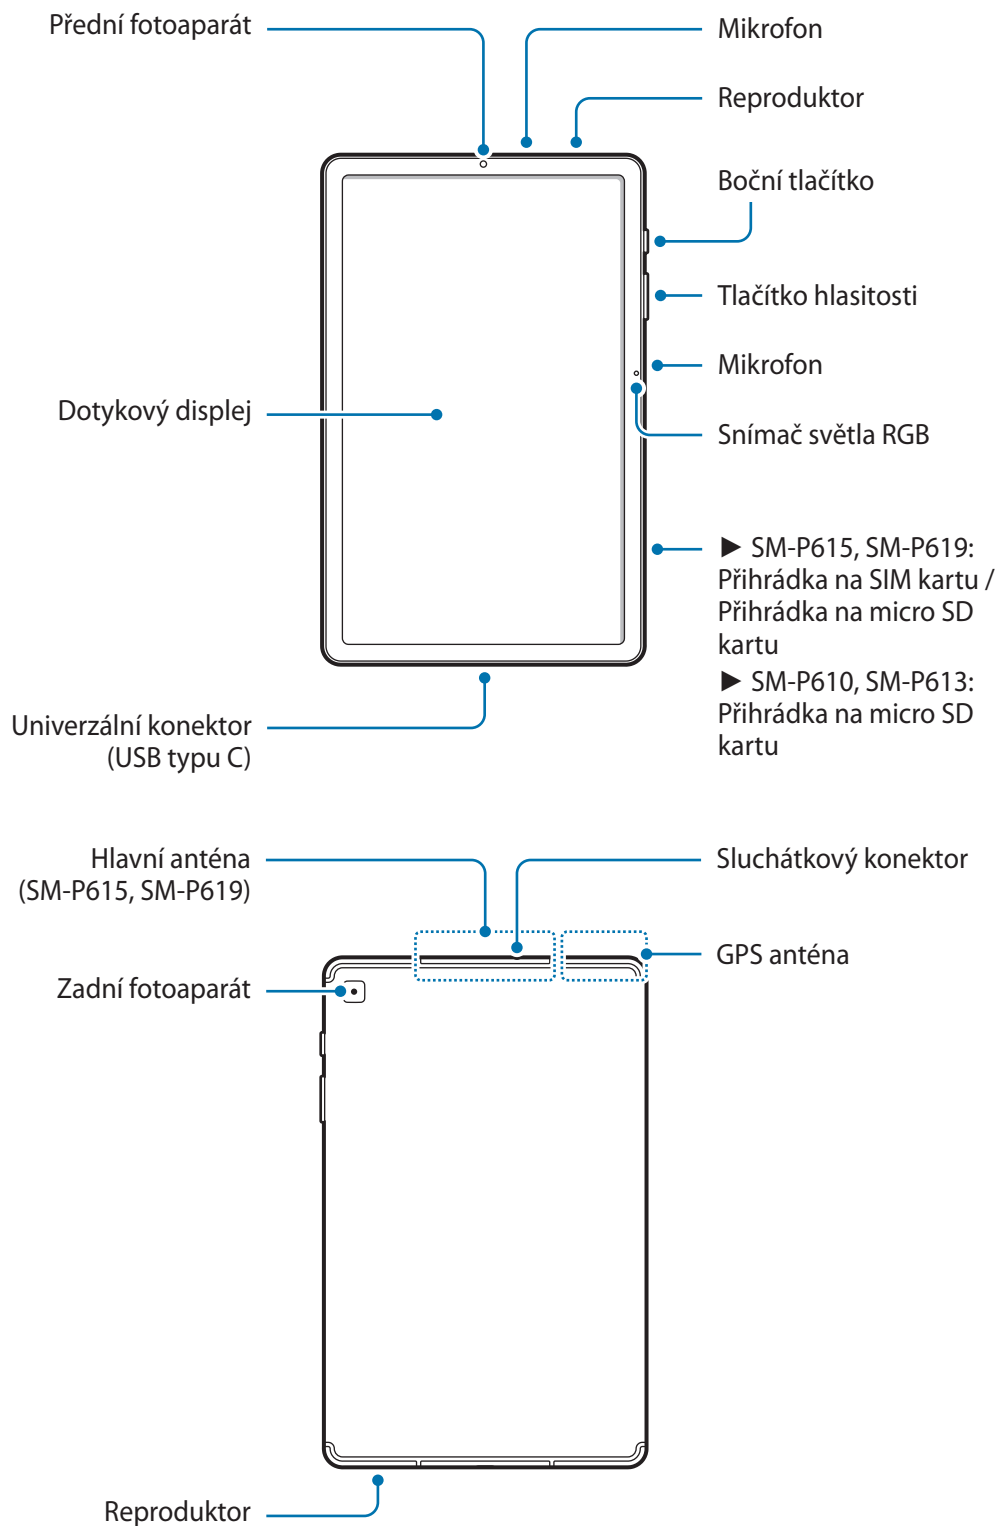 Přední fotoaparát
Mikrofon
Reproduktor
Boční tlačítko
Tlačítko hlasitosti
Mikrofon
Dotykový displej
Snímač světla RGB
► SM-P615, SM-P619:
Přihrádka na SIM kartu /
Přihrádka na micro SD
kartu
► SM-P610, SM-P613:
Přihrádka na micro SD
kartu
Univerzální konektor
(USB typu C)
Hlavní anténa
(SM-P615, SM-P619)
Sluchátkový konektor
GPS anténa
Zadní fotoaparát
Reproduktor